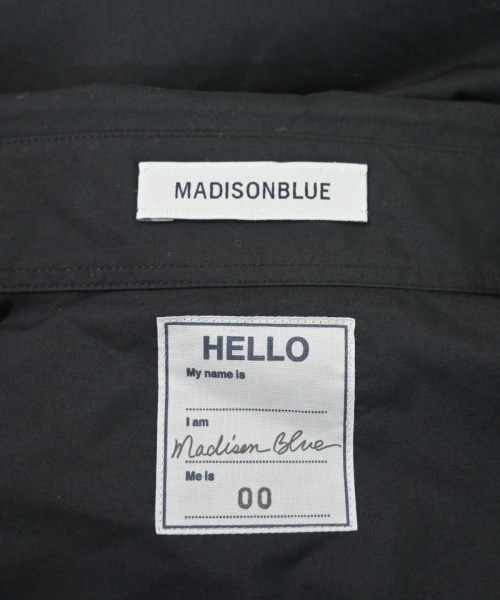 MADISONBLUE
HELLO
My name is
I am
Madison Blue
Me is
00